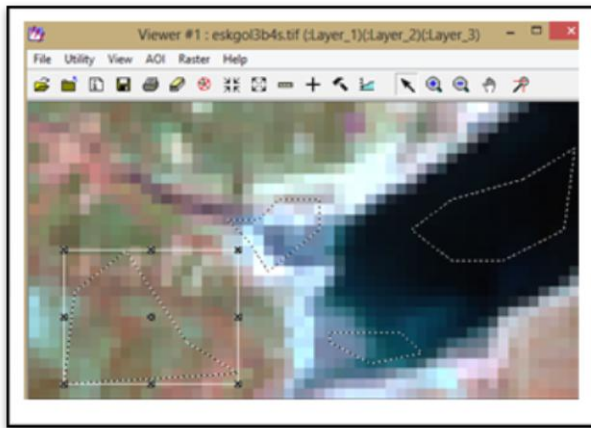 Viewer #1 : eskgol3b4s.tif (:Layer_1)(:Layer_2)(:Layer_3)
File Utility View AOI Raster Help